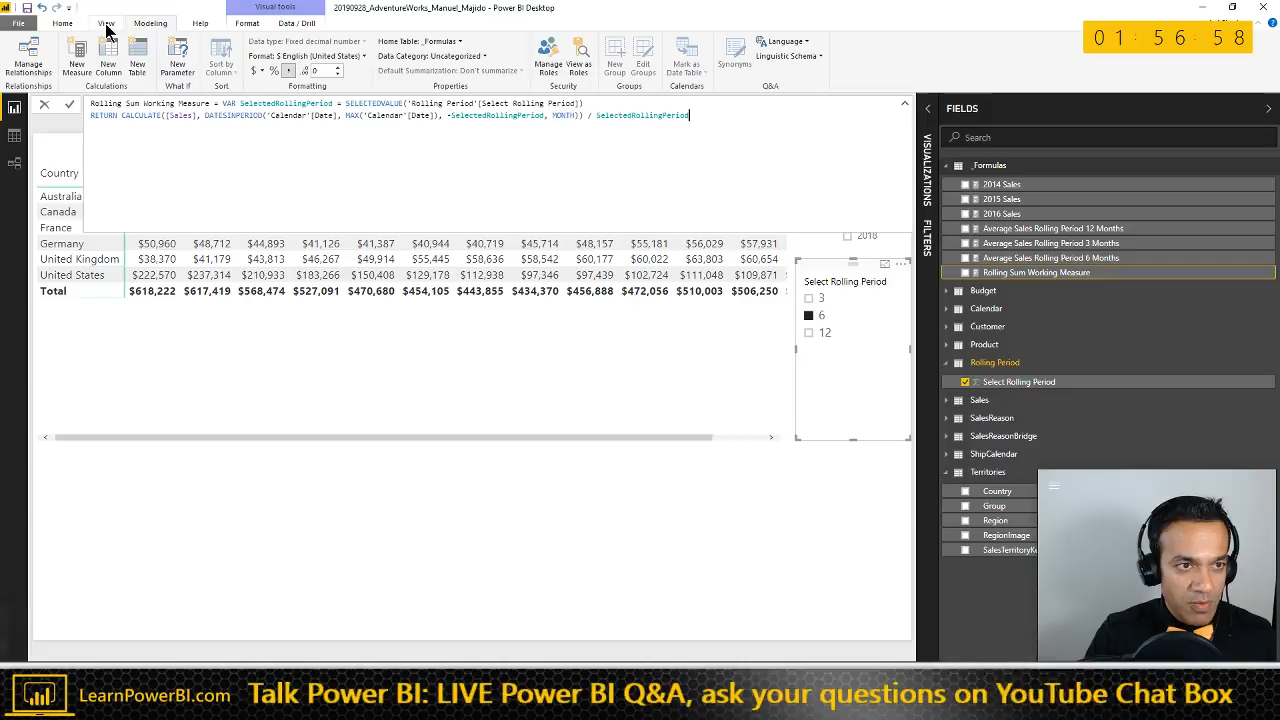 Visual tools
20190928_AdventureWorks_Manuel_Majido - Power BI Desktop
File Home View Modeling Help Format Data / Drill
01:56:58
Manage Relationships
New Measure
New Column
New Table
New Parameter
Sort by Column
Data type: Fixed decimal number
Format: $ English (United States)
$ % , .00 0
Home Table: _Formulas
Data Category: Uncategorized
Default Summarization: Don't summarize
Manage Roles
View as Roles
New Group
Edit Groups
Mark as Date Table
Synonyms
Language
Linguistic Schema
Relationships Calculations What If Sort Formatting Properties Security Groups Calendars Q&A
Rolling Sum Working Measure = VAR SelectedRollingPeriod = SELECTEDVALUE('Rolling Period'[Select Rolling Period])
RETURN CALCULATE([Sales], DATESINPERIOD('Calendar'[Date], MAX('Calendar'[Date]), -SelectedRollingPeriod, MONTH)) / SelectedRollingPeriod
Country
Australia
Canada
France
Germany $50,960 $48,712 $44,893 $41,126 $41,387 $40,944 $40,719 $45,714 $48,157 $55,181 $56,029 $57,931
United Kingdom $38,370 $41,176 $43,813 $46,267 $49,914 $55,445 $58,636 $58,542 $60,177 $60,022 $63,803 $60,654
United States $222,570 $220,314 $210,933 $183,266 $150,408 $129,178 $112,938 $97,346 $97,439 $102,724 $111,048 $109,871
Total $618,222 $617,419 $568,474 $527,091 $470,680 $454,105 $443,855 $434,370 $456,888 $472,056 $510,003 $506,250
2018
Select Rolling Period
3
6
12
VISUALIZATIONS
FILTERS
FIELDS
Search
_Formulas
2014 Sales
2015 Sales
2016 Sales
Average Sales Rolling Period 12 Months
Average Sales Rolling Period 3 Months
Average Sales Rolling Period 6 Months
Rolling Sum Working Measure
Budget
Calendar
Customer
Product
Rolling Period
Select Rolling Period
Sales
SalesReason
SalesReasonBridge
ShipCalendar
Territories
Country
Group
Region
RegionImage
SalesTerritoryKe
LearnPowerBI.com
Talk Power BI: LIVE Power BI Q&A, ask your questions on YouTube Chat Box